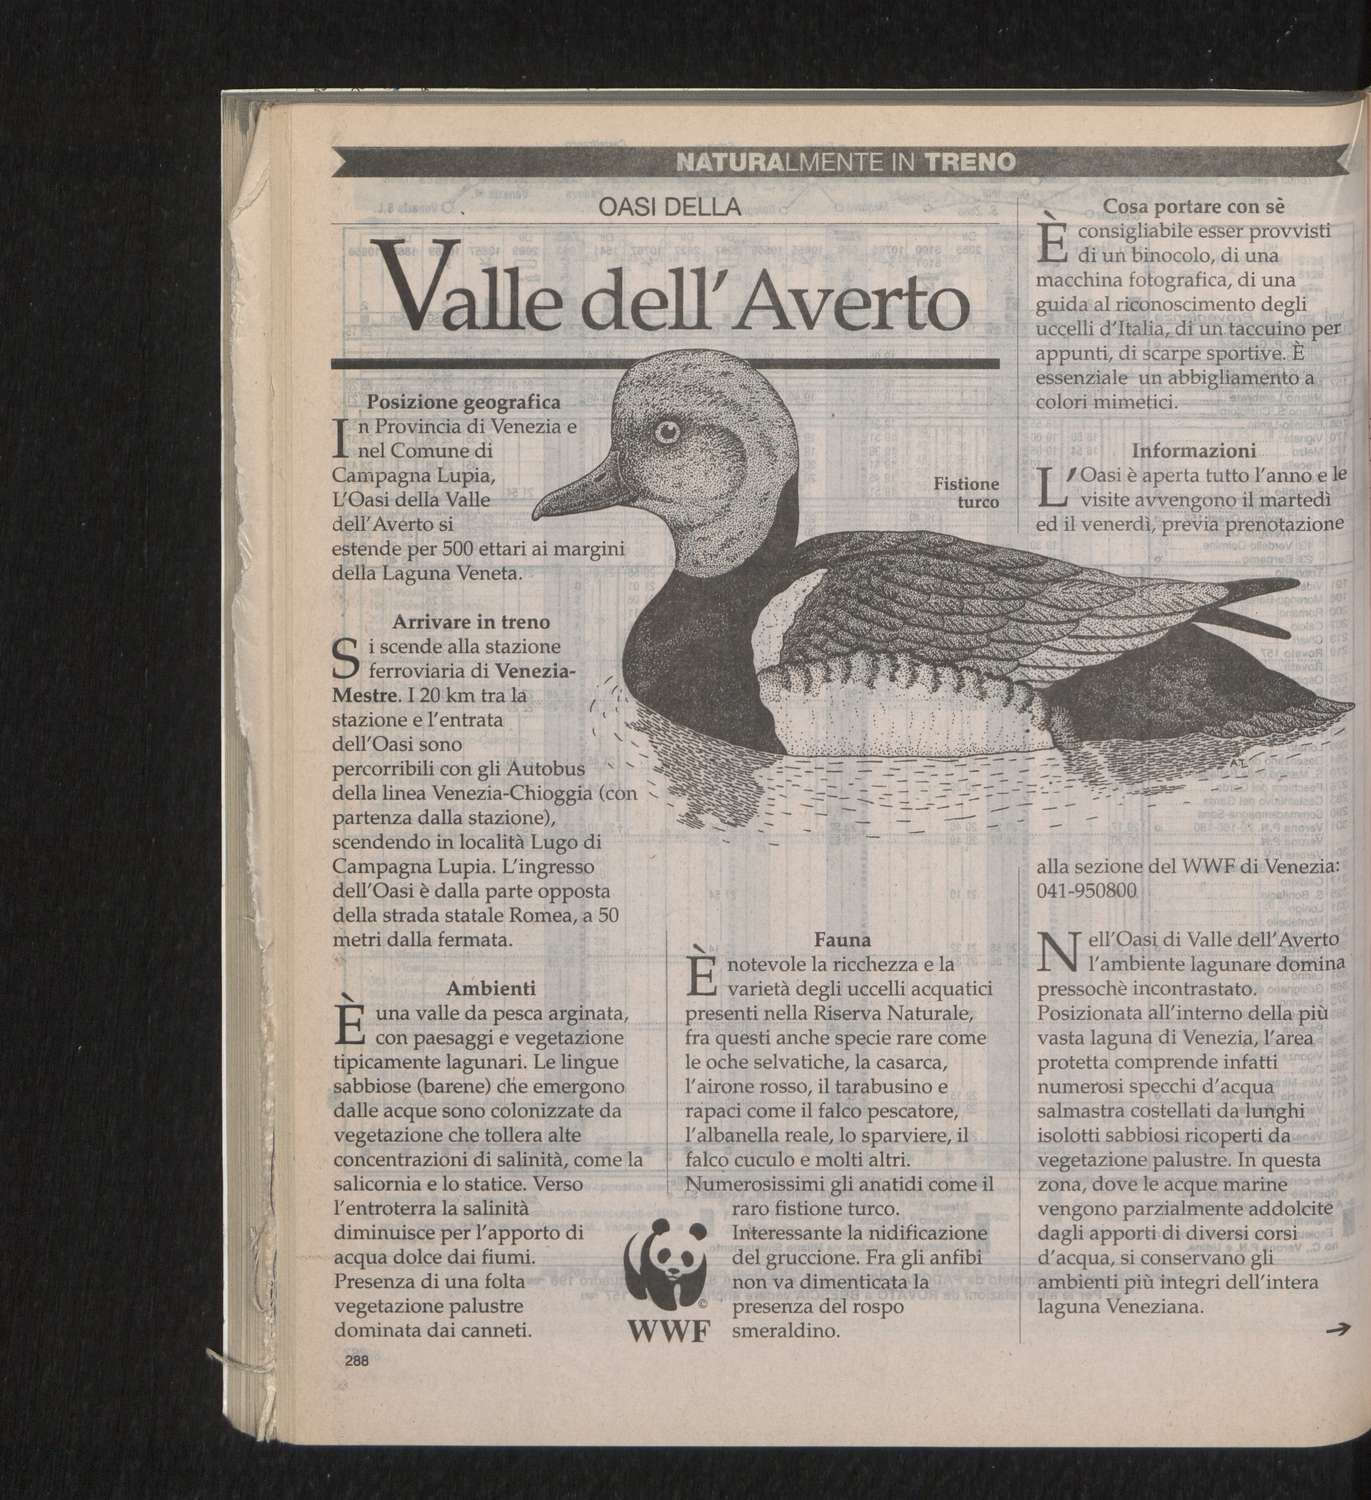 NATURALMENTE IN TRENO
OASI DELLA
Valle dell'Averto
Posizione geografica
In Provincia di Venezia e
nel Comune di
Campagna Lupia,
L'Oasi della Valle
dell'Averto si
estende per 500 ettari ai margini
della Laguna Veneta.
Arrivare in treno
Si scende alla stazione
ferroviaria di Venezia-
Mestre. I 20 km tra la
stazione e l'entrata
dell'Oasi sono
percorribili con gli Autobus
della linea Venezia-Chioggia (con
partenza dalla stazione),
scendendo in località Lugo di
Campagna Lupia. L'ingresso
dell'Oasi è dalla parte opposta
della strada statale Romea, a 50
metri dalla fermata.
Ambienti
È una valle da pesca arginata,
con paesaggi e vegetazione
tipicamente lagunari. Le lingue
sabbiose (barene) che emergono
dalle acque sono colonizzate da
vegetazione che tollera alte
concentrazioni di salinità, come la
salicornia e lo statice. Verso
l'entroterra la salinità
diminuisce per l'apporto di
acqua dolce dai fiumi.
Presenza di una folta
vegetazione palustre
dominata dai canneti.
288
Fistione
turco
A.T.
Fauna
È notevole la ricchezza e la
varietà degli uccelli acquatici
presenti nella Riserva Naturale,
fra questi anche specie rare come
le oche selvatiche, la casarca,
l'airone rosso, il tarabusino e
rapaci come il falco pescatore,
l'albanella reale, lo sparviere, il
falco cuculo e molti altri.
Numerosissimi gli anatidi come il
raro fistione turco.
Interessante la nidificazione
del gruccione. Fra gli anfibi
non va dimenticata la
presenza del rospo
smeraldino.
©
WWF
Cosa portare con sè
È consigliabile esser provvisti
di un binocolo, di una
macchina fotografica, di una
guida al riconoscimento degli
uccelli d'Italia, di un taccuino per
appunti, di scarpe sportive. È
essenziale un abbigliamento a
colori mimetici.
Informazioni
L'Oasi è aperta tutto l'anno e le
visite avvengono il martedì
ed il venerdì, previa prenotazione
alla sezione del WWF di Venezia:
041-950800
Nell'Oasi di Valle dell'Averto
l'ambiente lagunare domina
pressochè incontrastato.
Posizionata all'interno della più
vasta laguna di Venezia, l'area
protetta comprende infatti
numerosi specchi d'acqua
salmastra costellati da lunghi
isolotti sabbiosi ricoperti da
vegetazione palustre. In questa
zona, dove le acque marine
vengono parzialmente addolcite
dagli apporti di diversi corsi
d'acqua, si conservano gli
ambienti più integri dell'intera
laguna Veneziana.
→